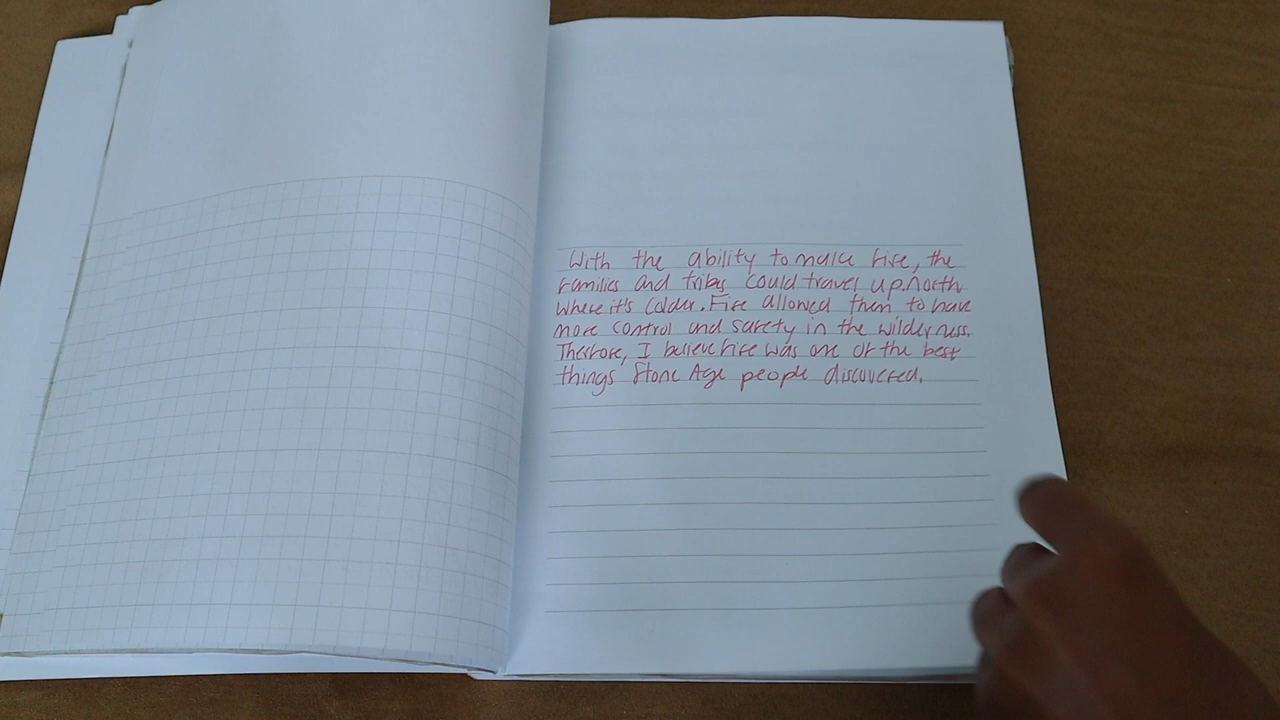 With the ability to make fire, the
families and tribes could travel up north
where it's colder. Fire allowed them to have
more control and safety in the wilderness.
Therefore, I believe fire was one of the best
things Stone Age people discovered.